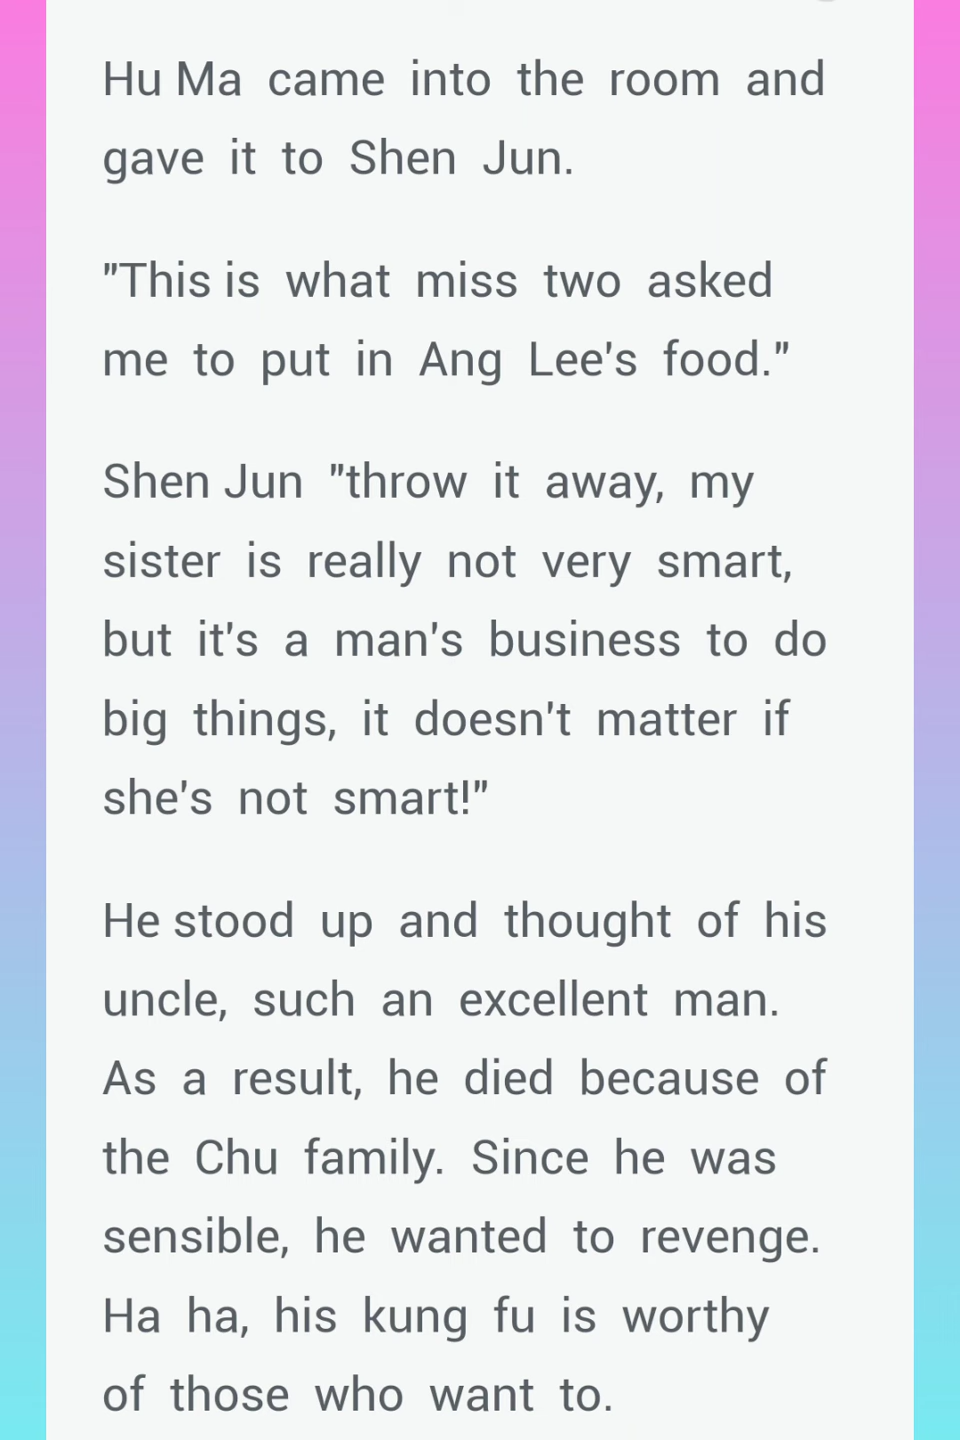 Hu Ma came into the room and
gave it to Shen Jun.
"This is what miss two asked
me to put in Ang Lee's food."
Shen Jun "throw it away, my
sister is really not very smart,
but it's a man's business to do
big things, it doesn't matter if
she's not smart!"
He stood up and thought of his
uncle, such an excellent man.
As a result, he died because of
the Chu family. Since he was
sensible, he wanted to revenge.
Ha ha, his kung fu is worthy
of those who want to.